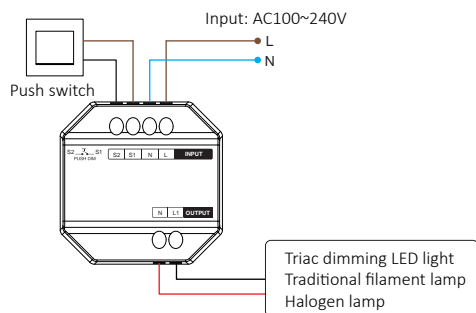 Input: AC100~240V
L
N
Push switch
S2 S1
PUSH DIM
S2 S1 N L INPUT
N L1 OUTPUT
Triac dimming LED light
Traditional filament lamp
Halogen lamp